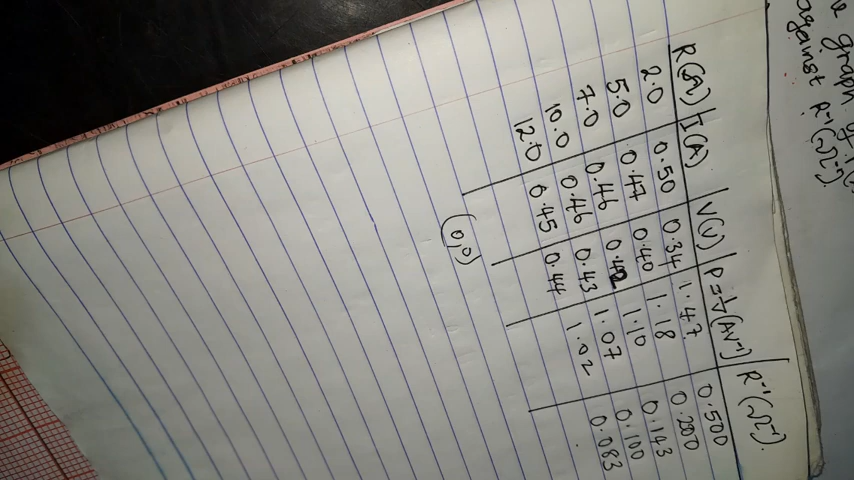 graph of
against R⁻¹(Ω⁻¹).
R(Ω) I(A) V(V) P=I/V(AV⁻¹) R⁻¹(Ω⁻¹).
2.0 0.50 0.34 1.47 0.500
5.0 0.47 0.40 1.18 0.200
7.0 0.46 0.42 1.10 0.143
10.0 0.46 0.43 1.07 0.100
12.0 0.45 0.44 1.02 0.083
(0,0)